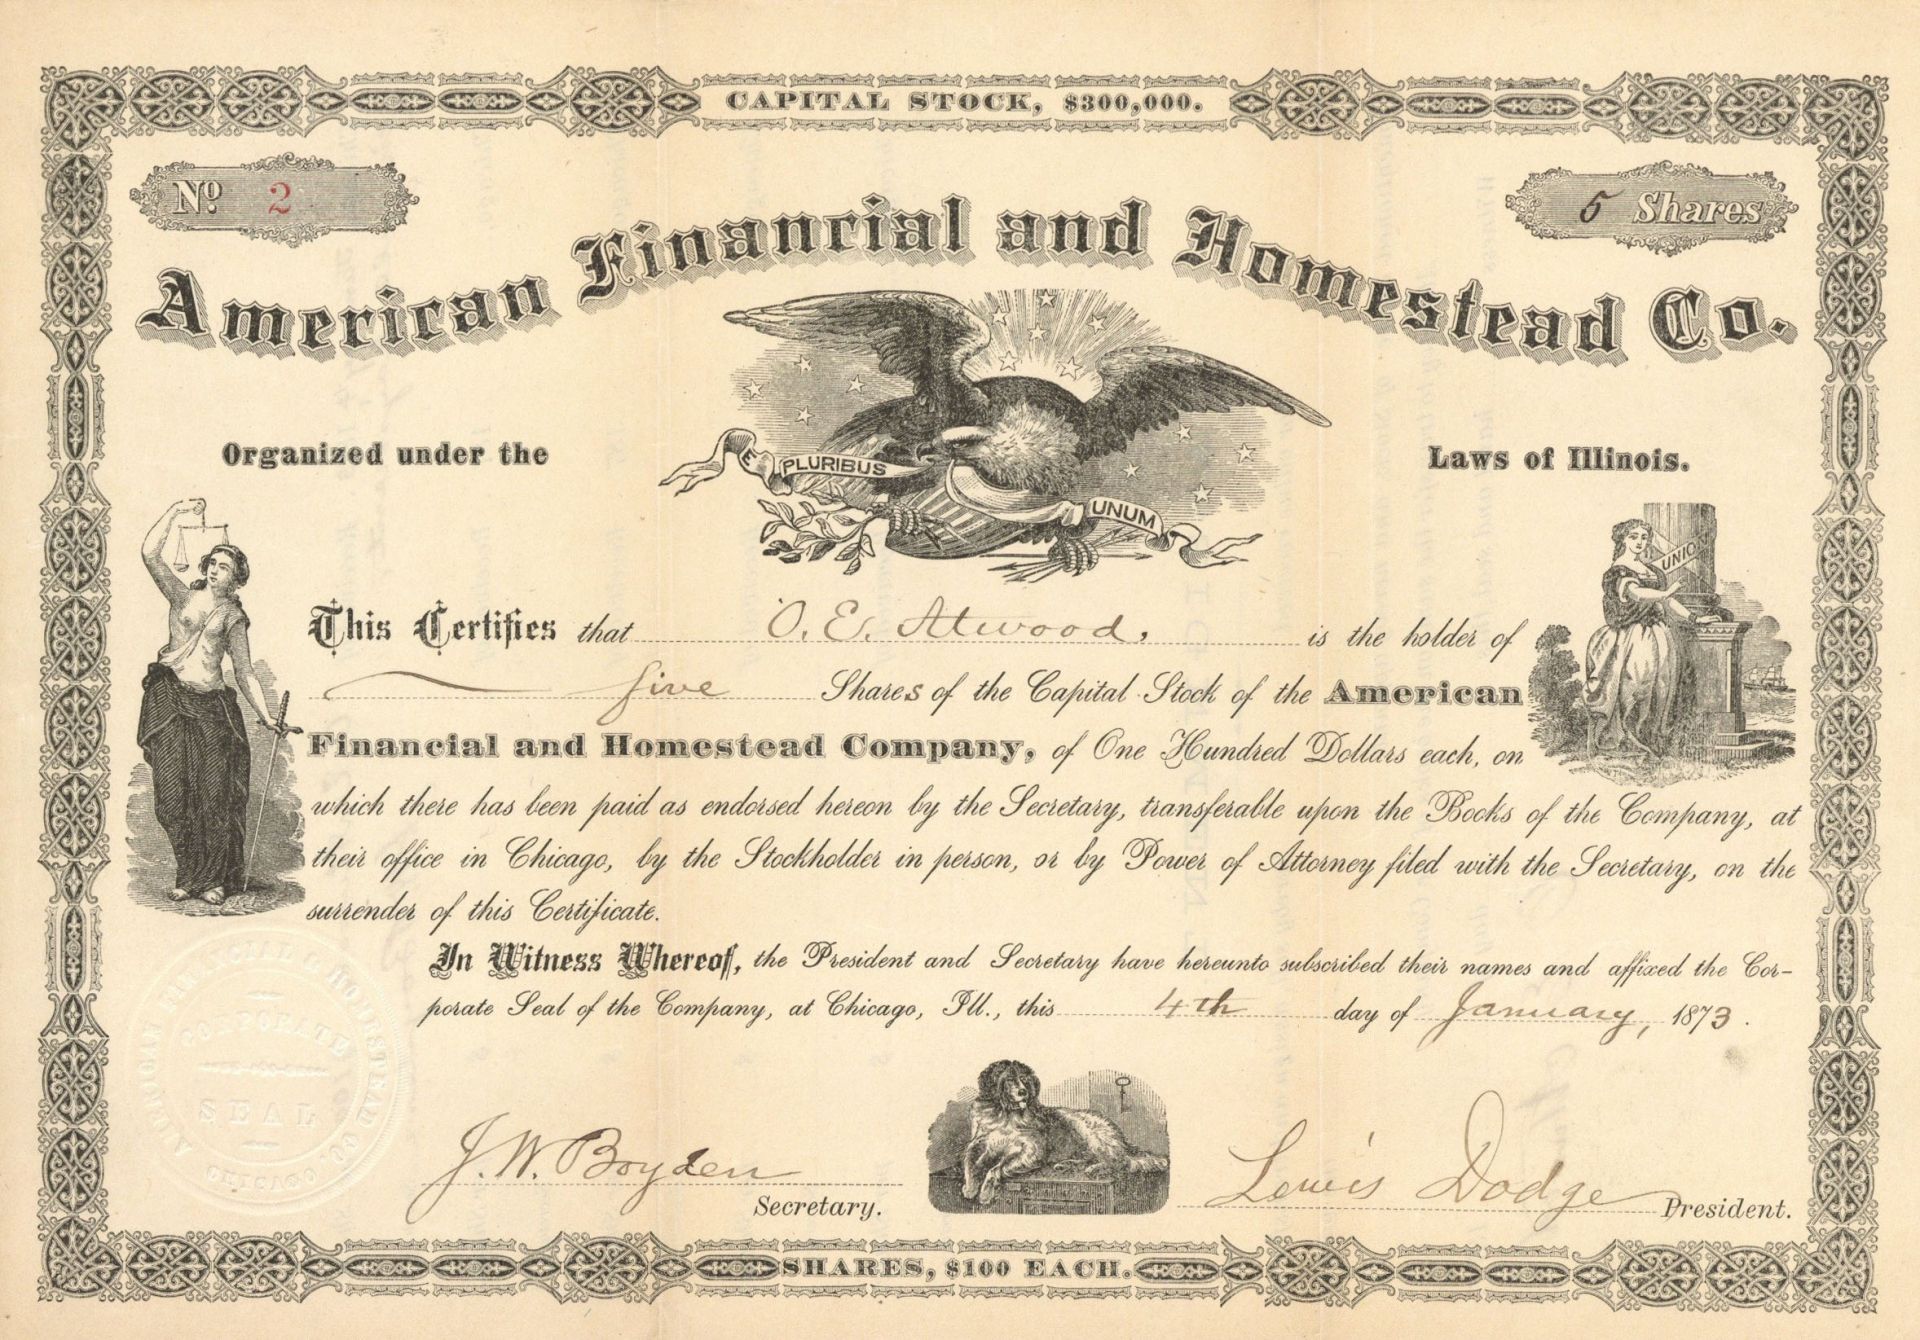 CAPITAL STOCK, $300,000.
No. 2
5 Shares
American Financial and Homestead Co.
E PLURIBUS UNUM
Organized under the Laws of Illinois.
UNION
This Certifies that O. E. Atwood, is the holder of
five Shares of the Capital Stock of the American
Financial and Homestead Company, of One Hundred Dollars each, on
which there has been paid as endorsed hereon by the Secretary, transferable upon the Books of the Company, at
their office in Chicago, by the Stockholder in person, or by Power of Attorney filed with the Secretary, on the
surrender of this Certificate.
In Witness Whereof, the President and Secretary have hereunto subscribed their names and affixed the Cor-
porate Seal of the Company, at Chicago, Ill., this 4th day of January, 1873.
AMERICAN FINANCIAL & HOMESTEAD CO.
CORPORATE
SEAL
CHICAGO.
J. W. Boyden
Secretary.
Lewis Dodge
President.
SHARES, $100 EACH.